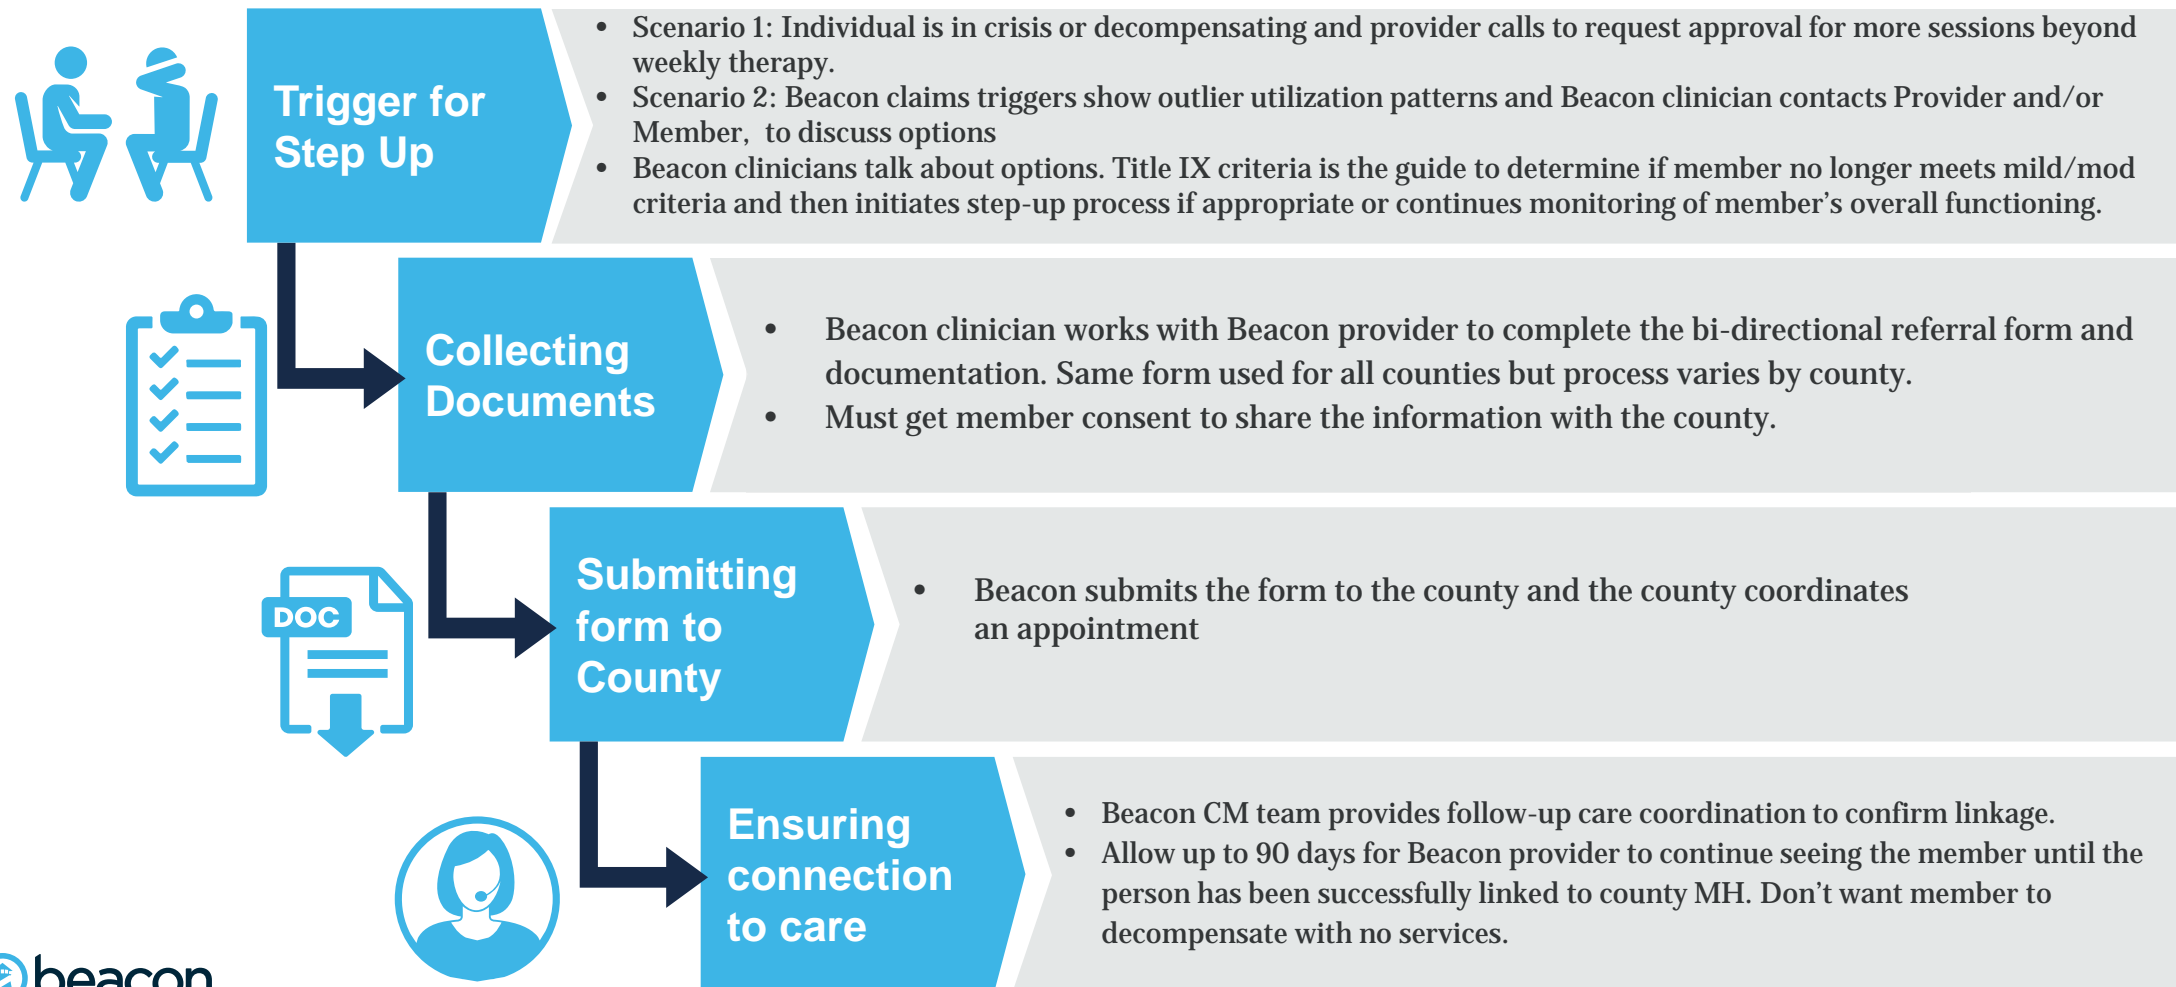 Trigger for
Step Up
• Scenario 1: Individual is in crisis or decompensating and provider calls to request approval for more sessions beyond
weekly therapy.
• Scenario 2: Beacon claims triggers show outlier utilization patterns and Beacon clinician contacts Provider and/or
Member,  to discuss options
• Beacon clinicians talk about options. Title IX criteria is the guide to determine if member no longer meets mild/mod
criteria and then initiates step-up process if appropriate or continues monitoring of member’s overall functioning.
Collecting
Documents
• Beacon clinician works with Beacon provider to complete the bi-directional referral form and
documentation. Same form used for all counties but process varies by county.
• Must get member consent to share the information with the county.
DOC
Submitting
form to
County
• Beacon submits the form to the county and the county coordinates
an appointment
Ensuring
connection
to care
• Beacon CM team provides follow-up care coordination to confirm linkage.
• Allow up to 90 days for Beacon provider to continue seeing the member until the
person has been successfully linked to county MH. Don’t want member to
decompensate with no services.
beacon